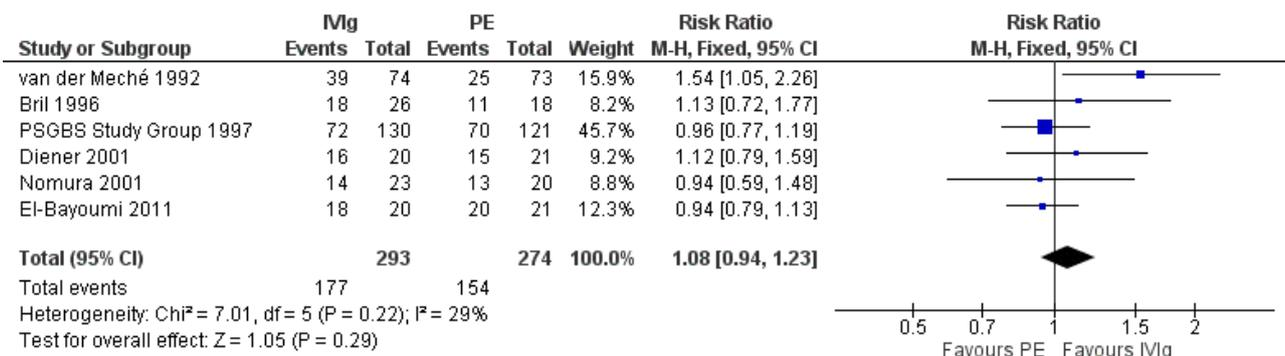 IVIg PE Risk Ratio Risk Ratio
Study or Subgroup Events Total Events Total Weight M-H, Fixed, 95% CI M-H, Fixed, 95% CI
van der Meché 1992 39 74 25 73 15.9% 1.54 [1.05, 2.26]
Bril 1996 18 26 11 18 8.2% 1.13 [0.72, 1.77]
PSGBS Study Group 1997 72 130 70 121 45.7% 0.96 [0.77, 1.19]
Diener 2001 16 20 15 21 9.2% 1.12 [0.79, 1.59]
Nomura 2001 14 23 13 20 8.8% 0.94 [0.59, 1.48]
El-Bayoumi 2011 18 20 20 21 12.3% 0.94 [0.79, 1.13]
Total (95% CI) 293 274 100.0% 1.08 [0.94, 1.23]
Total events 177 154
Heterogeneity: Chi² = 7.01, df = 5 (P = 0.22); I² = 29%
Test for overall effect: Z = 1.05 (P = 0.29)
0.5 0.7 1 1.5 2
Favours PE Favours IVIg